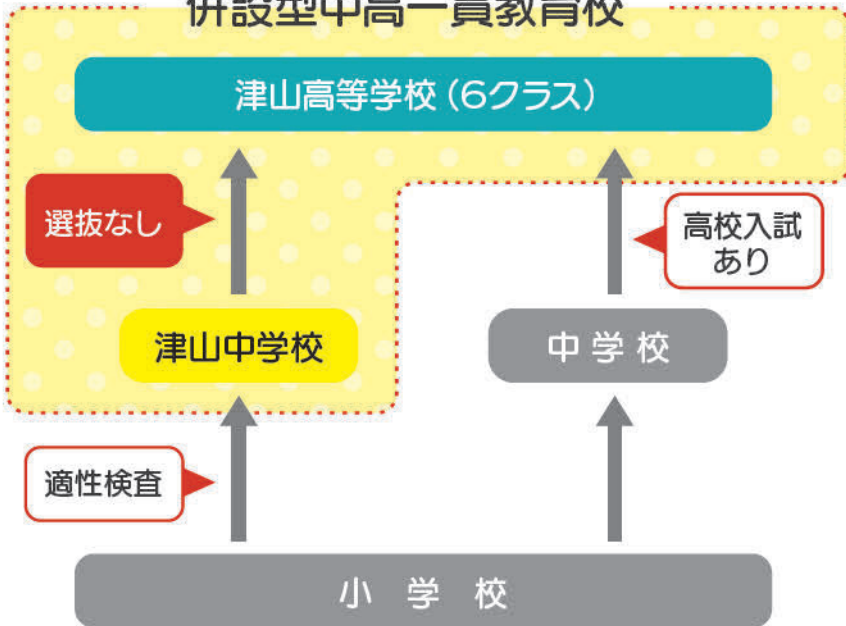 併設型中高一貫教育校
津山高等学校(6クラス)
選抜なし
高校入試
あり
津山中学校
中学校
適性検査
小学校